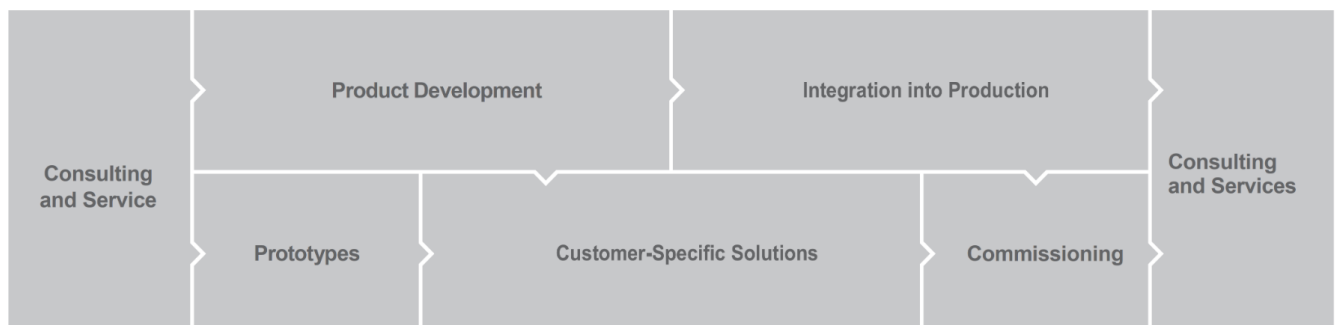 Consulting
and Service
Product Development
Integration into Production
Prototypes
Customer-Specific Solutions
Commissioning
Consulting
and Services